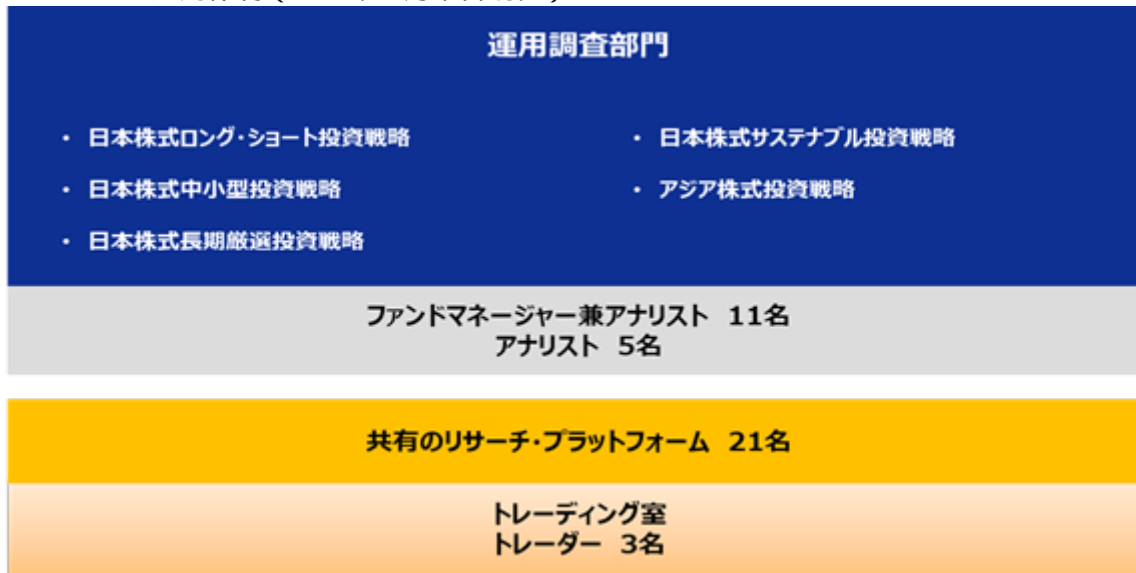 運用調査部門
・ 日本株式ロング・ショート投資戦略
・ 日本株式サステナブル投資戦略
・ 日本株式中小型投資戦略
・ アジア株式投資戦略
・ 日本株式長期厳選投資戦略
ファンドマネージャー兼アナリスト 11名
アナリスト 5名
共有のリサーチ・プラットフォーム 21名
トレーディング室
トレーダー 3名